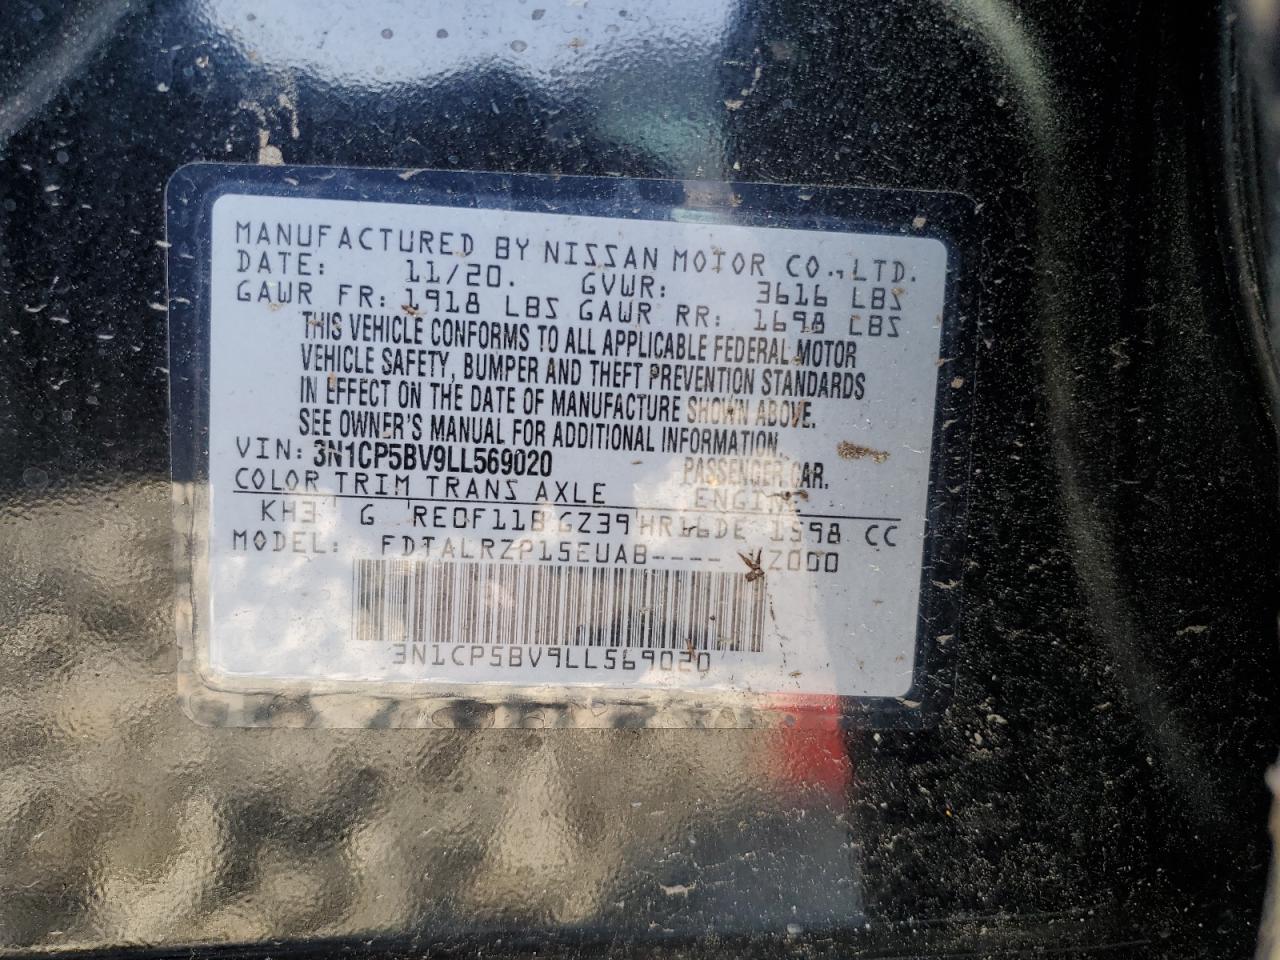 MANUFACTURED BY NISSAN MOTOR CO., LTD.
DATE: 11/20. GVWR: 3616 LBS
GAWR FR: 1918 LBS GAWR RR: 1698 LBS
THIS VEHICLE CONFORMS TO ALL APPLICABLE FEDERAL MOTOR
VEHICLE SAFETY, BUMPER AND THEFT PREVENTION STANDARDS
IN EFFECT ON THE DATE OF MANUFACTURE SHOWN ABOVE.
SEE OWNER'S MANUAL FOR ADDITIONAL INFORMATION.
VIN: 3N1CP5BV9LL569020 PASSENGER CAR.
COLOR TRIM TRANS AXLE ENGINE
KH3 G RE0F11B GZ39 HR16DE 1598 CC
MODEL: FDTALRZP15EUAB----
3N1CP5BV9LL569020